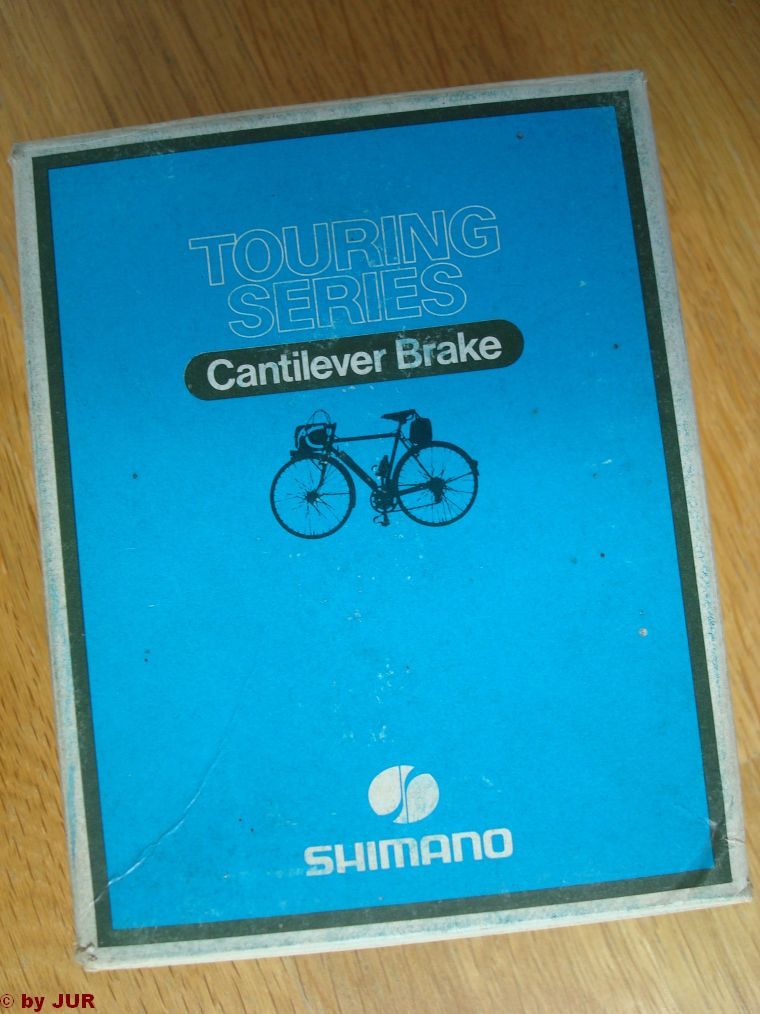 TOURING
SERIES
Cantilever Brake
SHIMANO
© by JUR